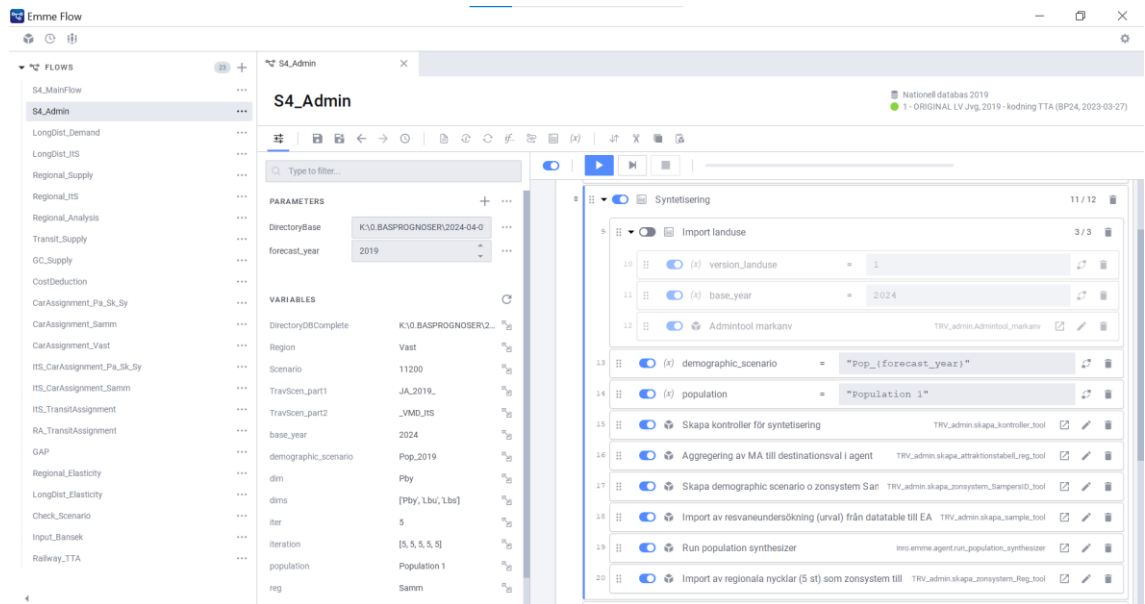 Emme Flow
FLOWS 23
S4_MainFlow
S4_Admin
LongDist_Demand
LongDist_ItS
Regional_Supply
Regional_ItS
Regional_Analysis
Transit_Supply
GC_Supply
CostDeduction
CarAssignment_Pa_Sk_Sy
CarAssignment_Samm
CarAssignment_Vast
ItS_CarAssignment_Pa_Sk_Sy
ItS_CarAssignment_Samm
ItS_TransitAssignment
RA_TransitAssignment
GAP
Regional_Elasticity
LongDist_Elasticity
Check_Scenario
Input_Bansek
Railway_TTA
S4_Admin
S4_Admin
Nationell databas 2019
1 - ORIGINAL LV Jvg, 2019 - kodning TTA (BP24, 2023-03-27)
if..
(x)
Type to filter...
PARAMETERS
DirectoryBase K:\0.BASPROGNOSER\2024-04-0
forecast_year 2019
VARIABLES
DirectoryDBComplete K:\0.BASPROGNOSER\2...
Region Vast
Scenario 11200
TravScen_part1 JA_2019_
TravScen_part2 _VMD_ItS
base_year 2024
demographic_scenario Pop_2019
dim Pby
dims ['Pby', 'Lbu', 'Lbs']
iter 5
iteration [5, 5, 5, 5, 5]
population Population 1
reg Samm
8 Syntetisering 11 / 12
9 Import landuse 3 / 3
10 (x) version_landuse = 1
11 (x) base_year = 2024
12 Admintool markanv TRV_admin.Admintool_markanv
13 (x) demographic_scenario = "Pop_{forecast_year}"
14 (x) population = "Population 1"
15 Skapa kontroller för syntetisering TRV_admin.skapa_kontroller_tool
16 Aggregering av MA till destinationsval i agent TRV_admin.skapa_attraktionstabell_reg_tool
17 Skapa demographic scenario o zonsystem Sam TRV_admin.skapa_zonsystem_SampersID_tool
18 Import av resvaneundersökning (urval) från datatable till EA TRV_admin.skapa_sample_tool
19 Run population synthesizer inro.emme.agent.run_population_synthesizer
20 Import av regionala nycklar (5 st) som zonsystem till TRV_admin.skapa_zonsystem_Reg_tool